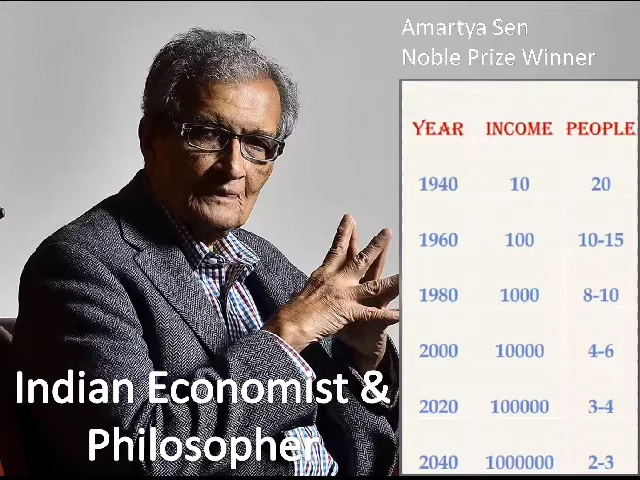 Amartya Sen
Noble Prize Winner
YEAR INCOME PEOPLE
1940 10 20
1960 100 10-15
1980 1000 8-10
2000 10000 4-6
2020 100000 3-4
2040 1000000 2-3
Indian Economist &
Philosopher